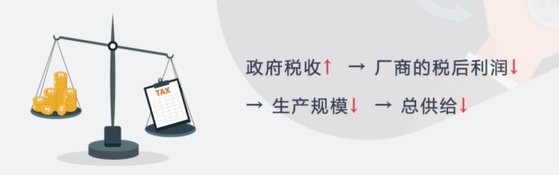 TAX
政府税收↑ → 厂商的税后利润↓
→ 生产规模↓ → 总供给↓